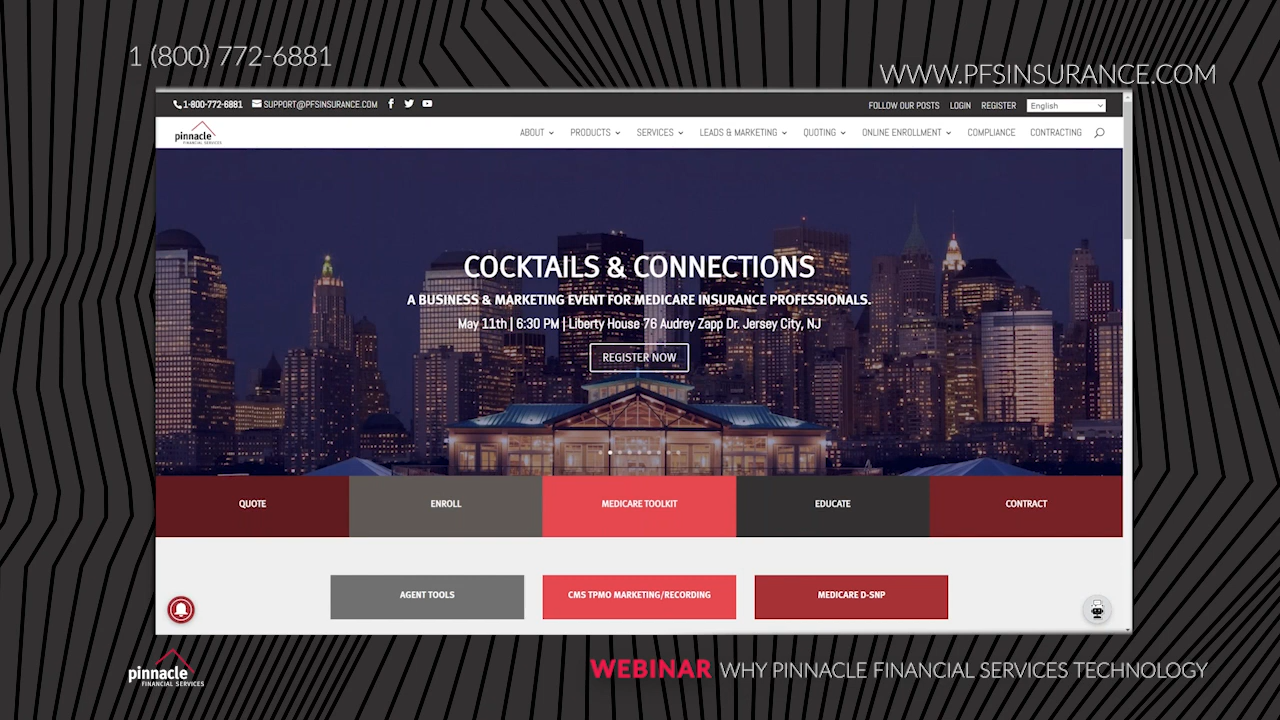 1 (800) 772-6881
WWW.PFSINSURANCE.COM
1-800-772-6881 SUPPORT@PFSINSURANCE.COM
FOLLOW OUR POSTS LOGIN REGISTER English
pinnacle
FINANCIAL SERVICES
ABOUT PRODUCTS SERVICES LEADS & MARKETING QUOTING ONLINE ENROLLMENT COMPLIANCE CONTRACTING
COCKTAILS & CONNECTIONS
A BUSINESS & MARKETING EVENT FOR MEDICARE INSURANCE PROFESSIONALS.
May 11th | 6:30 PM | Liberty House 76 Audrey Zapp Dr. Jersey City, NJ
REGISTER NOW
QUOTE ENROLL MEDICARE TOOLKIT EDUCATE CONTRACT
AGENT TOOLS CMS TPMO MARKETING/RECORDING MEDICARE D-SNP
pinnacle
FINANCIAL SERVICES
WEBINAR WHY PINNACLE FINANCIAL SERVICES TECHNOLOGY